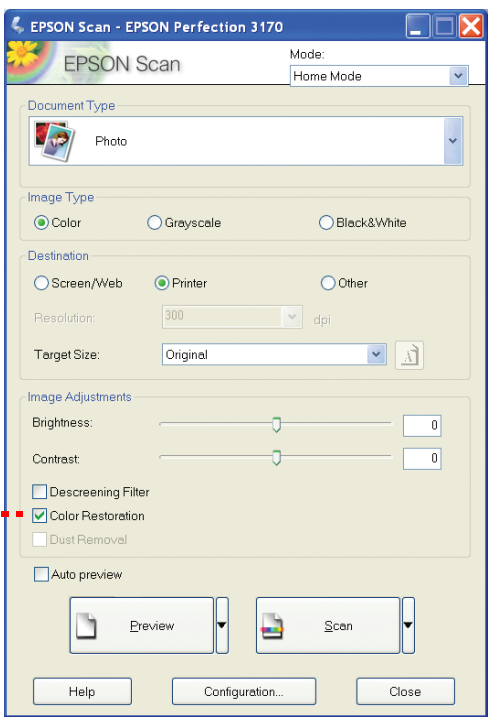 EPSON Scan - EPSON Perfection 3170
EPSON Scan
Mode:
Home Mode
Document Type
Photo
Image Type
Color Grayscale Black&White
Destination
Screen/Web Printer Other
Resolution: 300 dpi
Target Size: Original
Image Adjustments
Brightness: 0
Contrast: 0
Descreening Filter
Color Restoration
Dust Removal
Auto preview
Preview Scan
Help Configuration... Close